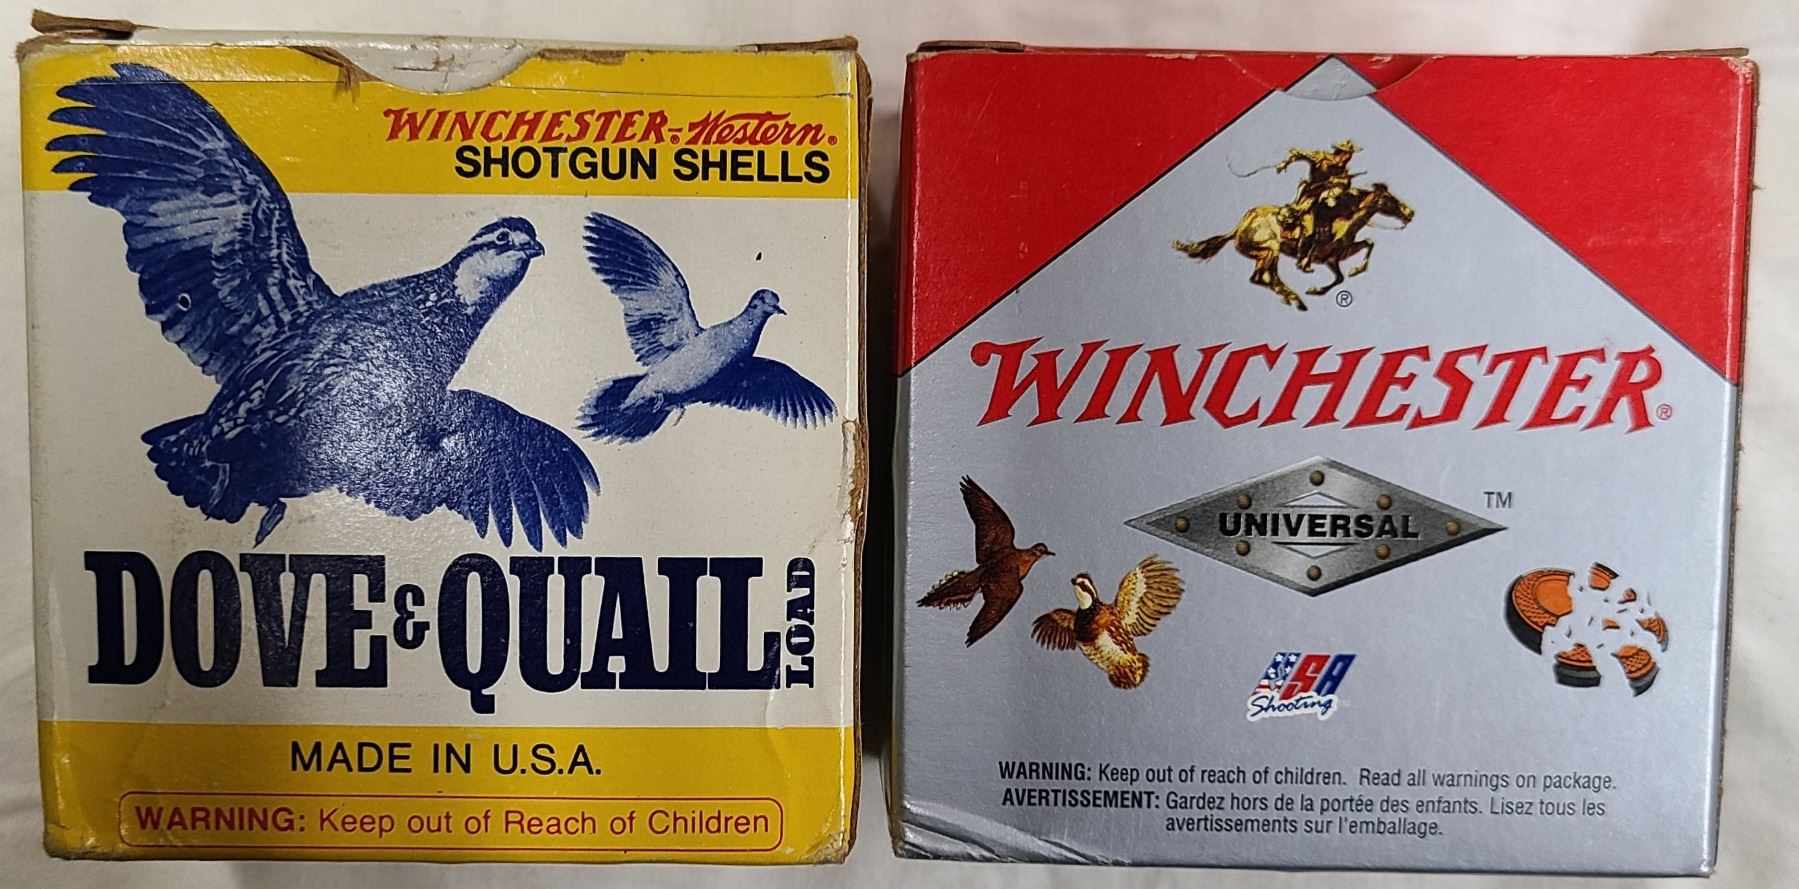 WINCHESTER-Western®
SHOTGUN SHELLS
DOVE & QUAIL LOAD
MADE IN U.S.A.
WARNING: Keep out of Reach of Children
®
WINCHESTER®
UNIVERSAL TM
USA
Shooting
WARNING: Keep out of reach of children. Read all warnings on package.
AVERTISSEMENT: Gardez hors de la portée des enfants. Lisez tous les
avertissements sur l'emballage.